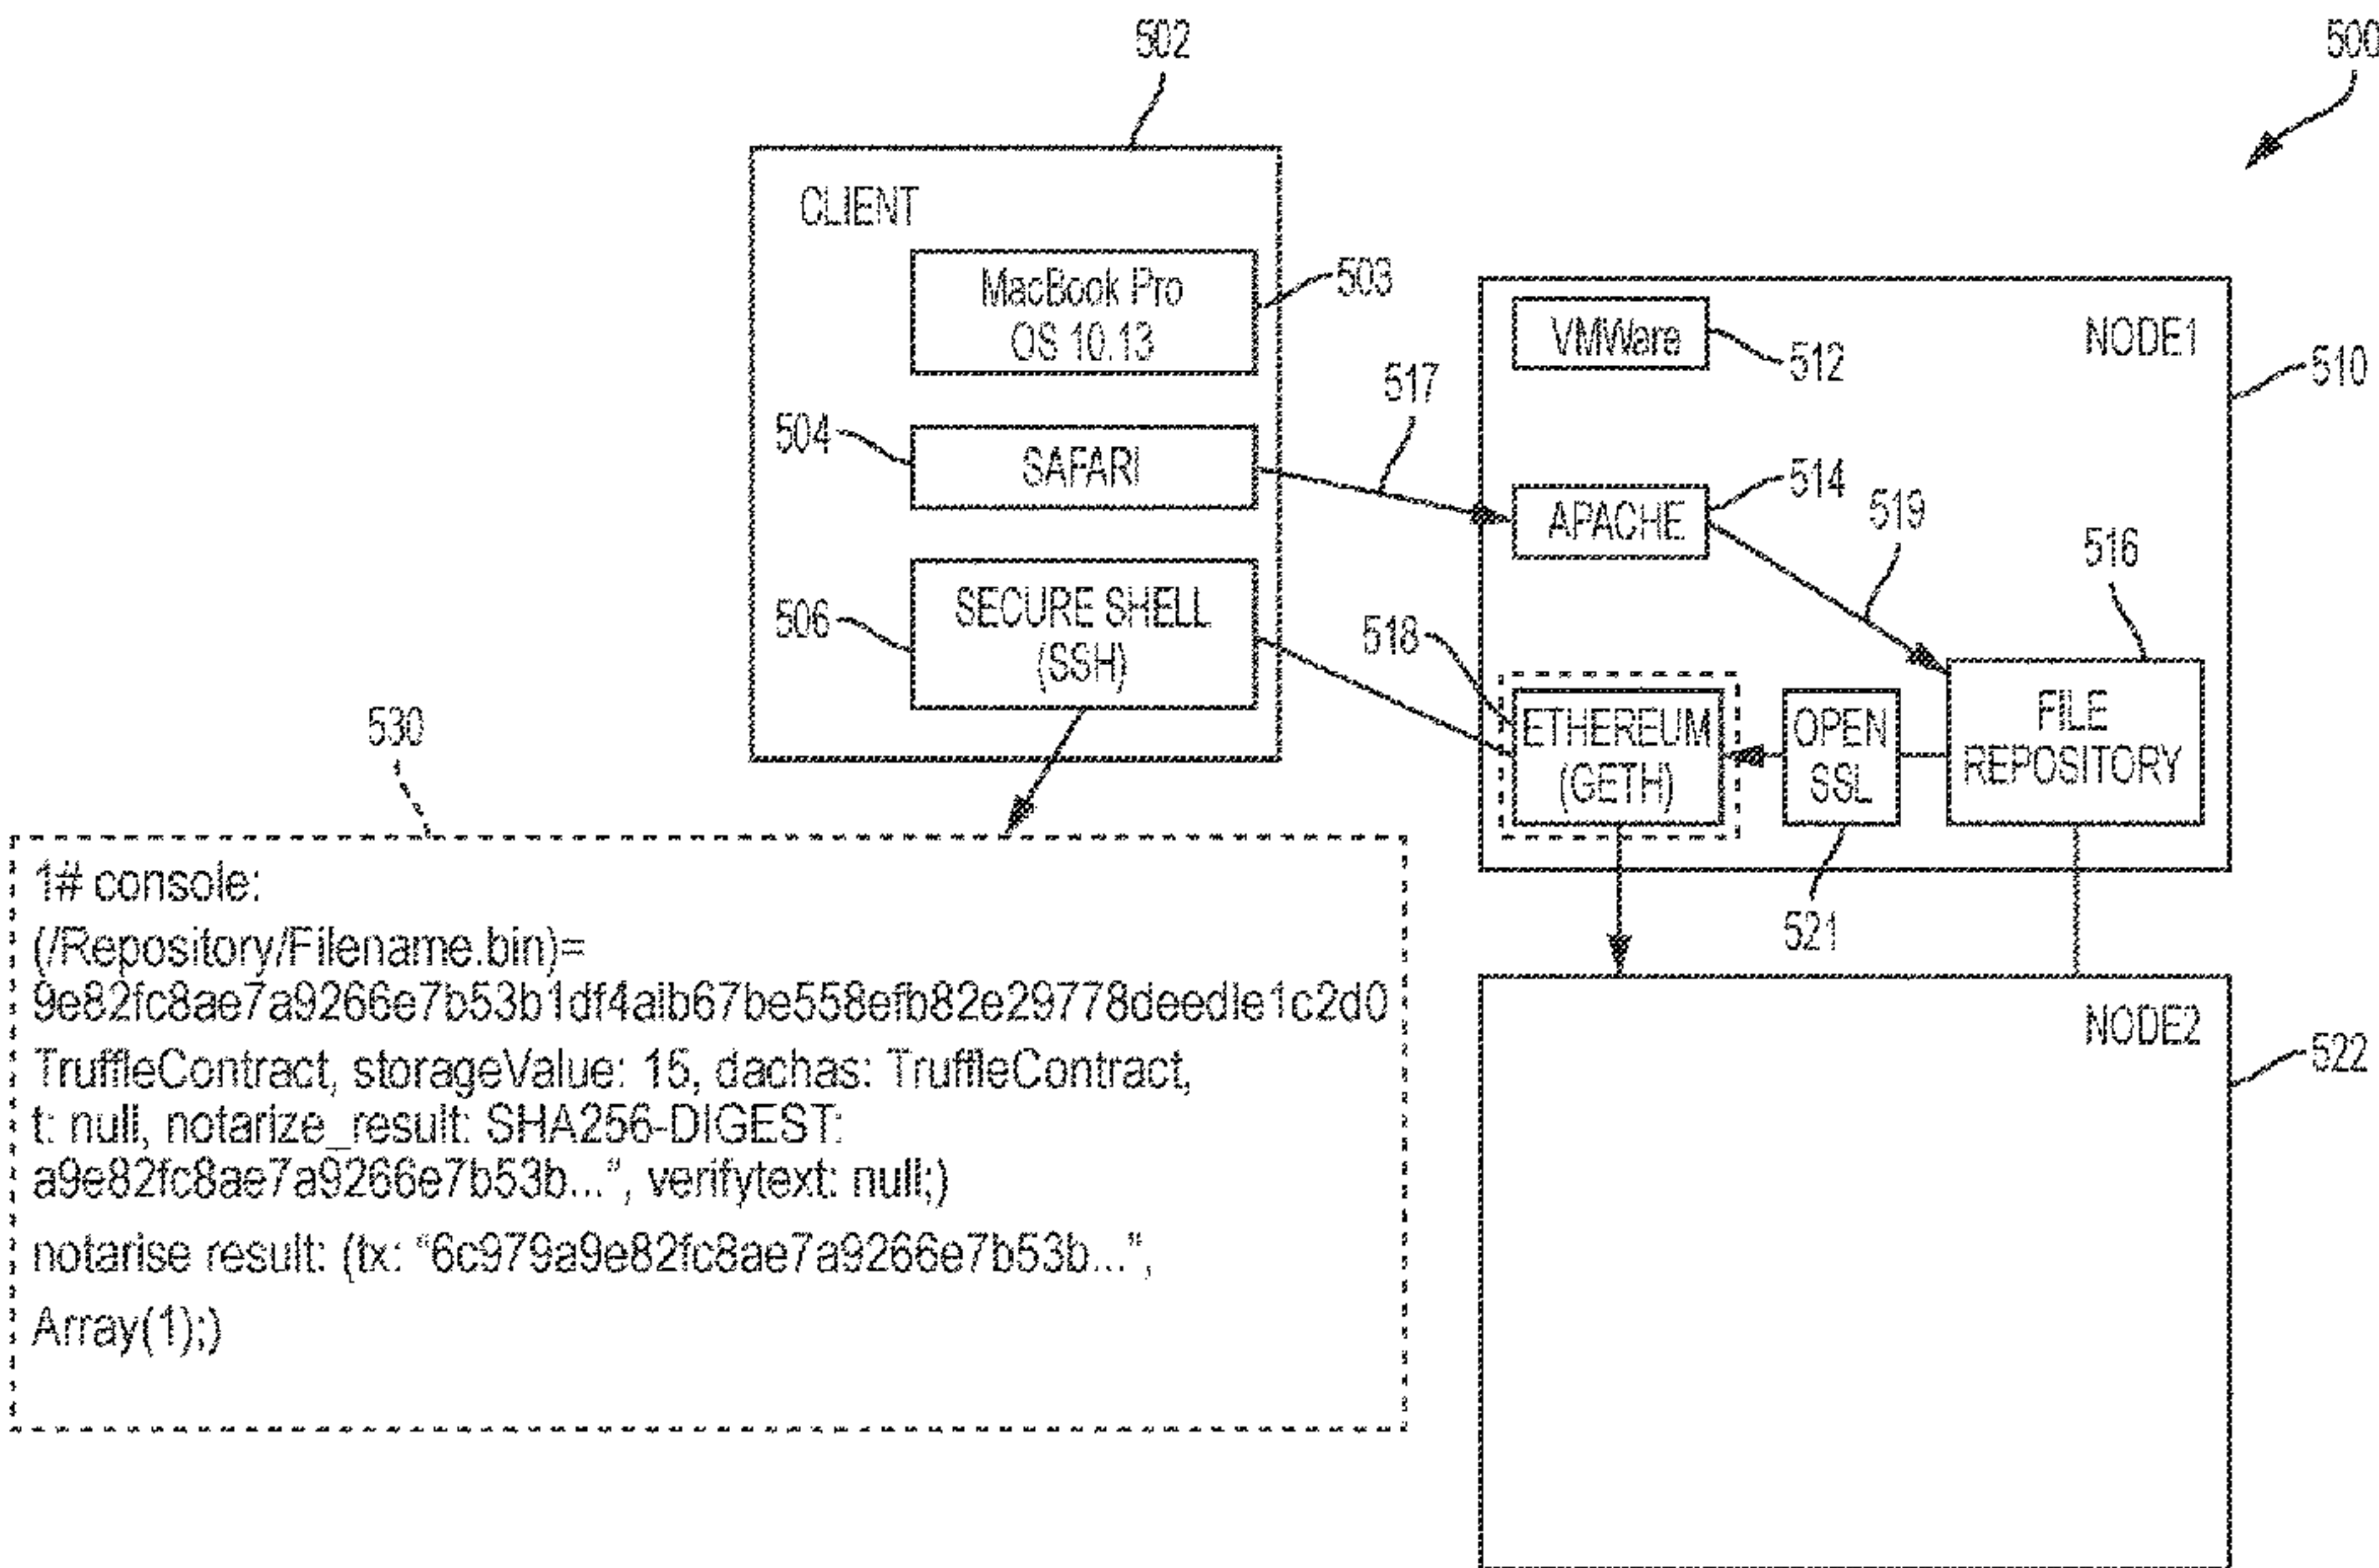 502
500
CLIENT
MacBook Pro
OS 10.13
503
504
SAFARI
506
SECURE SHELL
(SSH)
517
VMWare
512
NODE1
510
APACHE
514
519
516
518
ETHEREUM
(GETH)
OPEN
SSL
FILE
REPOSITORY
521
530
1# console:
(/Repository/Filename.bin)=
9e82fc8ae7a9266e7b53b1df4alb67be558efb82e29778deedle1c2d0
TruffleContract, storageValue: 15, dachas: TruffleContract,
t: null, notarize_result: SHA256-DIGEST:
a9e82fc8ae7a9266e7b53b...", verifytext: null;)
notarise result: (tx: "6c979a9e82fc8ae7a9266e7b53b...",
Array(1);)
NODE2
522